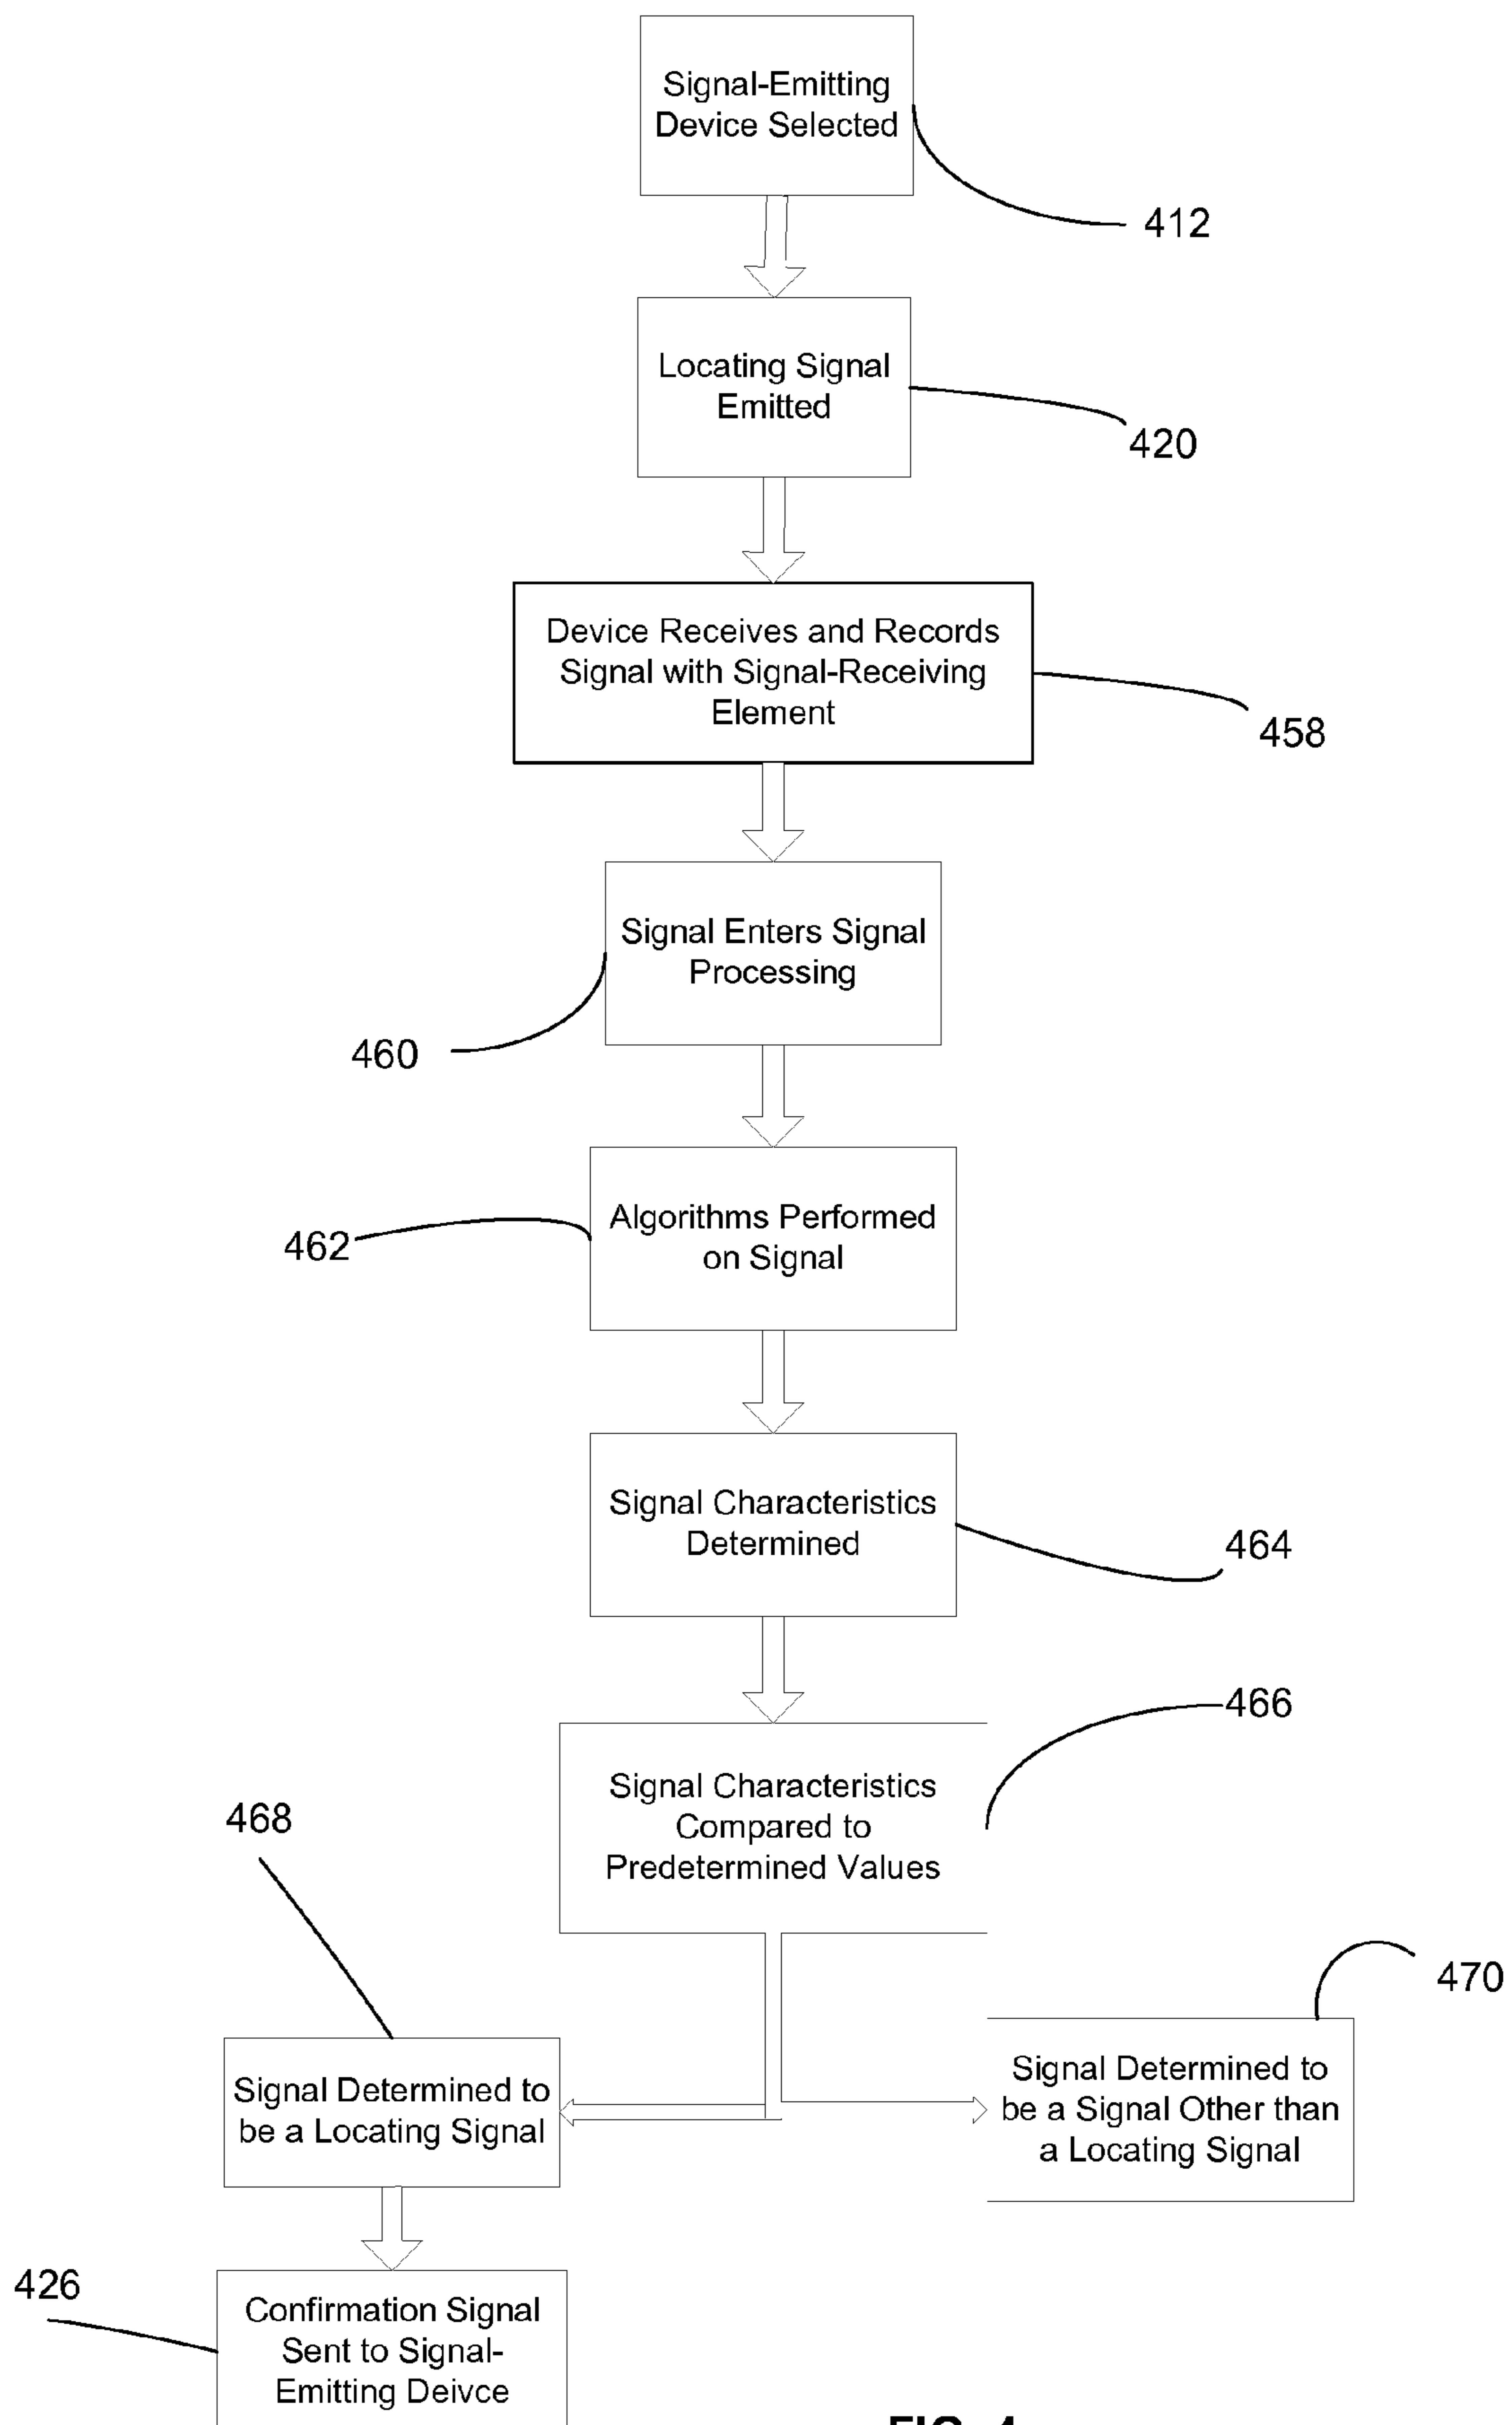 Signal-Emitting
Device Selected
412
Locating Signal
Emitted
420
Device Receives and Records
Signal with Signal-Receiving
Element
458
Signal Enters Signal
Processing
460
Algorithms Performed
on Signal
462
Signal Characteristics
Determined
464
Signal Characteristics
Compared to
Predetermined Values
466
468
Signal Determined to
be a Locating Signal
470
Signal Determined to
be a Signal Other than
a Locating Signal
426
Confirmation Signal
Sent to Signal-
Emitting Deivce